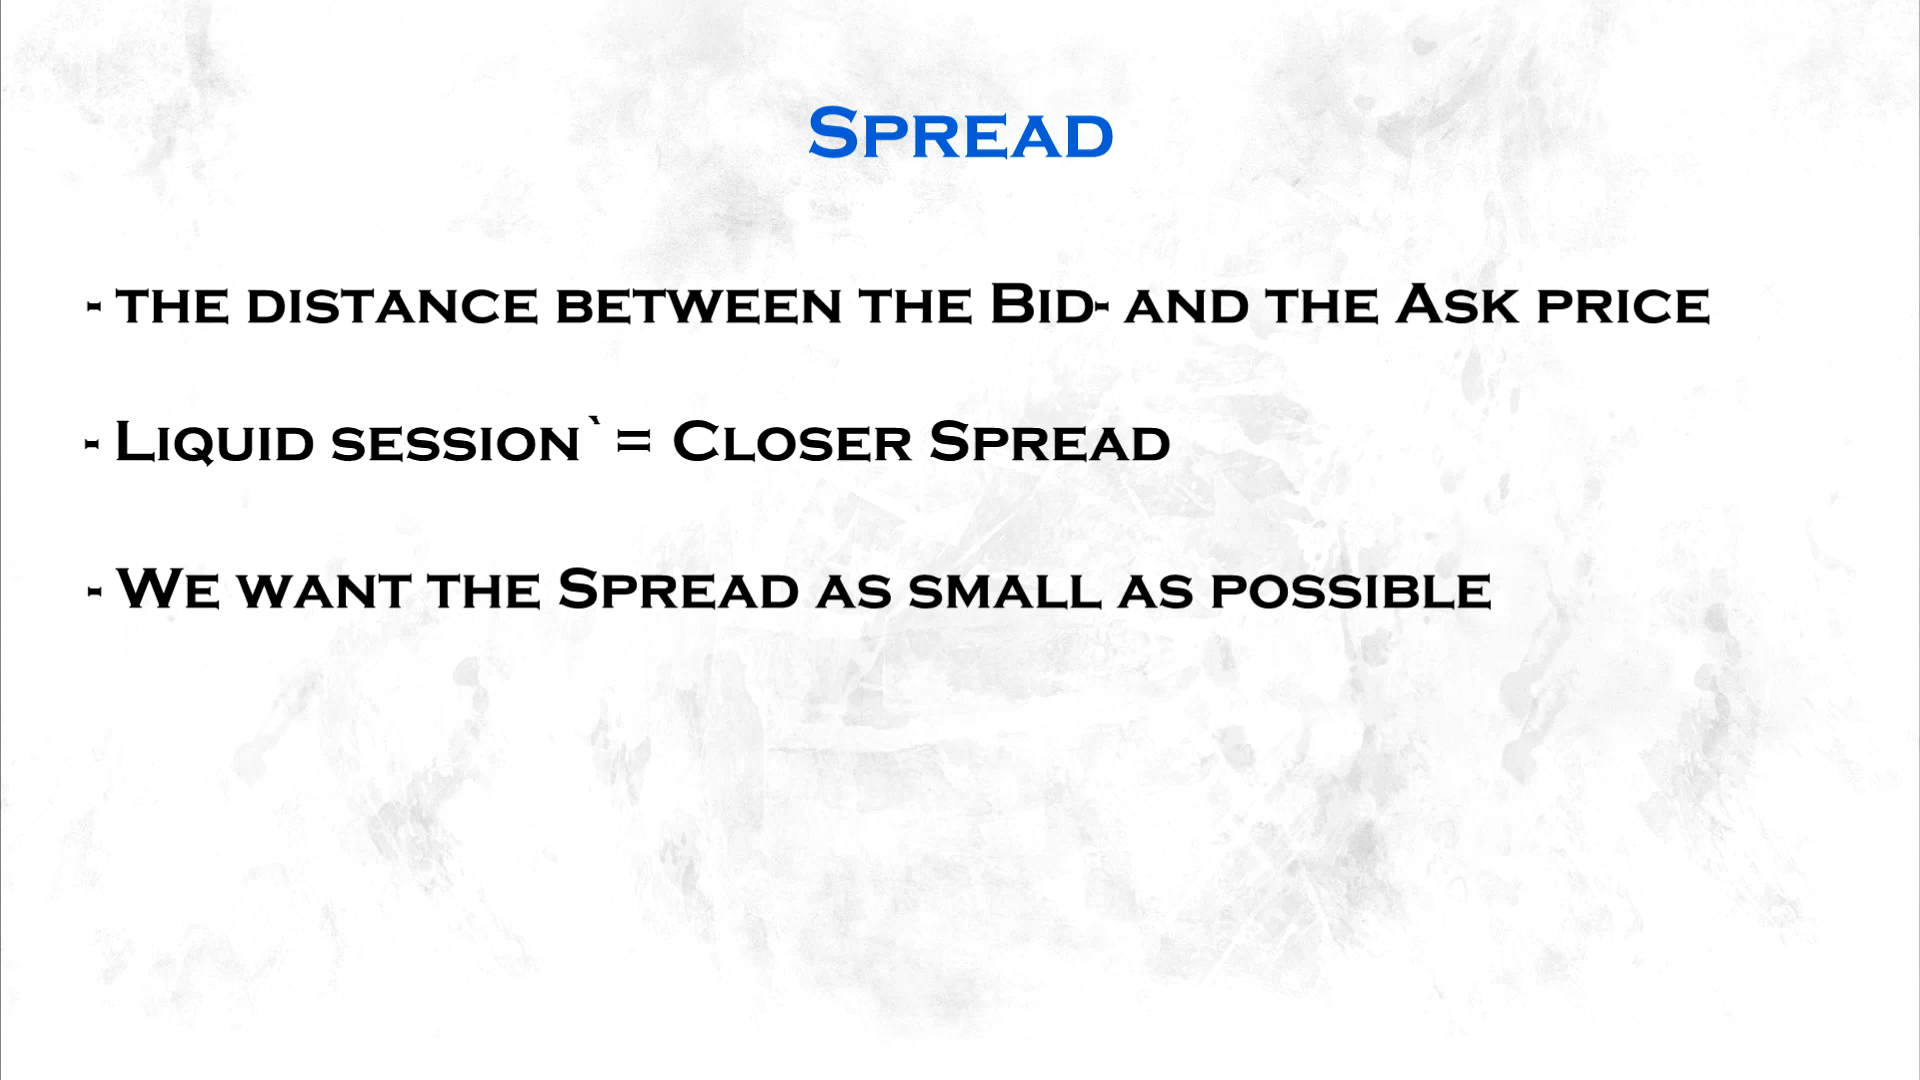 Spread
- the distance between the Bid- and the Ask price
- Liquid session` = Closer Spread
- We want the Spread as small as possible